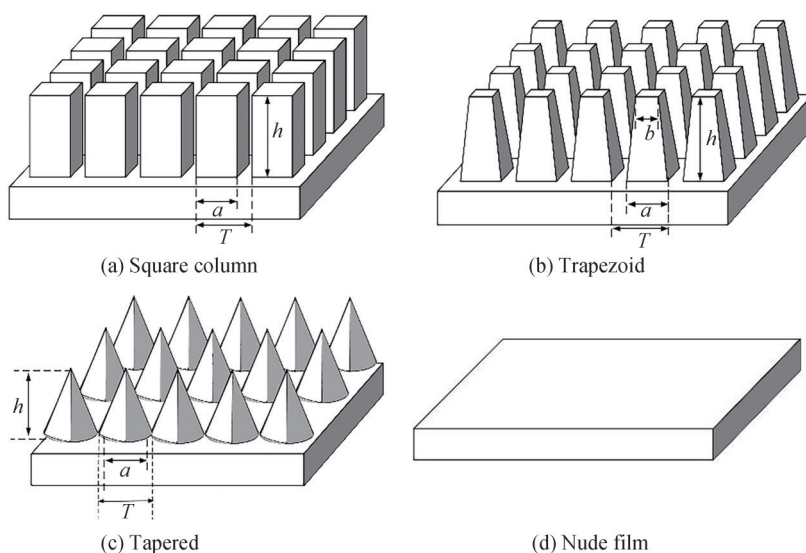 h
a
T
(a) Square column
b
h
a
T
(b) Trapezoid
h
a
T
(c) Tapered
(d) Nude film